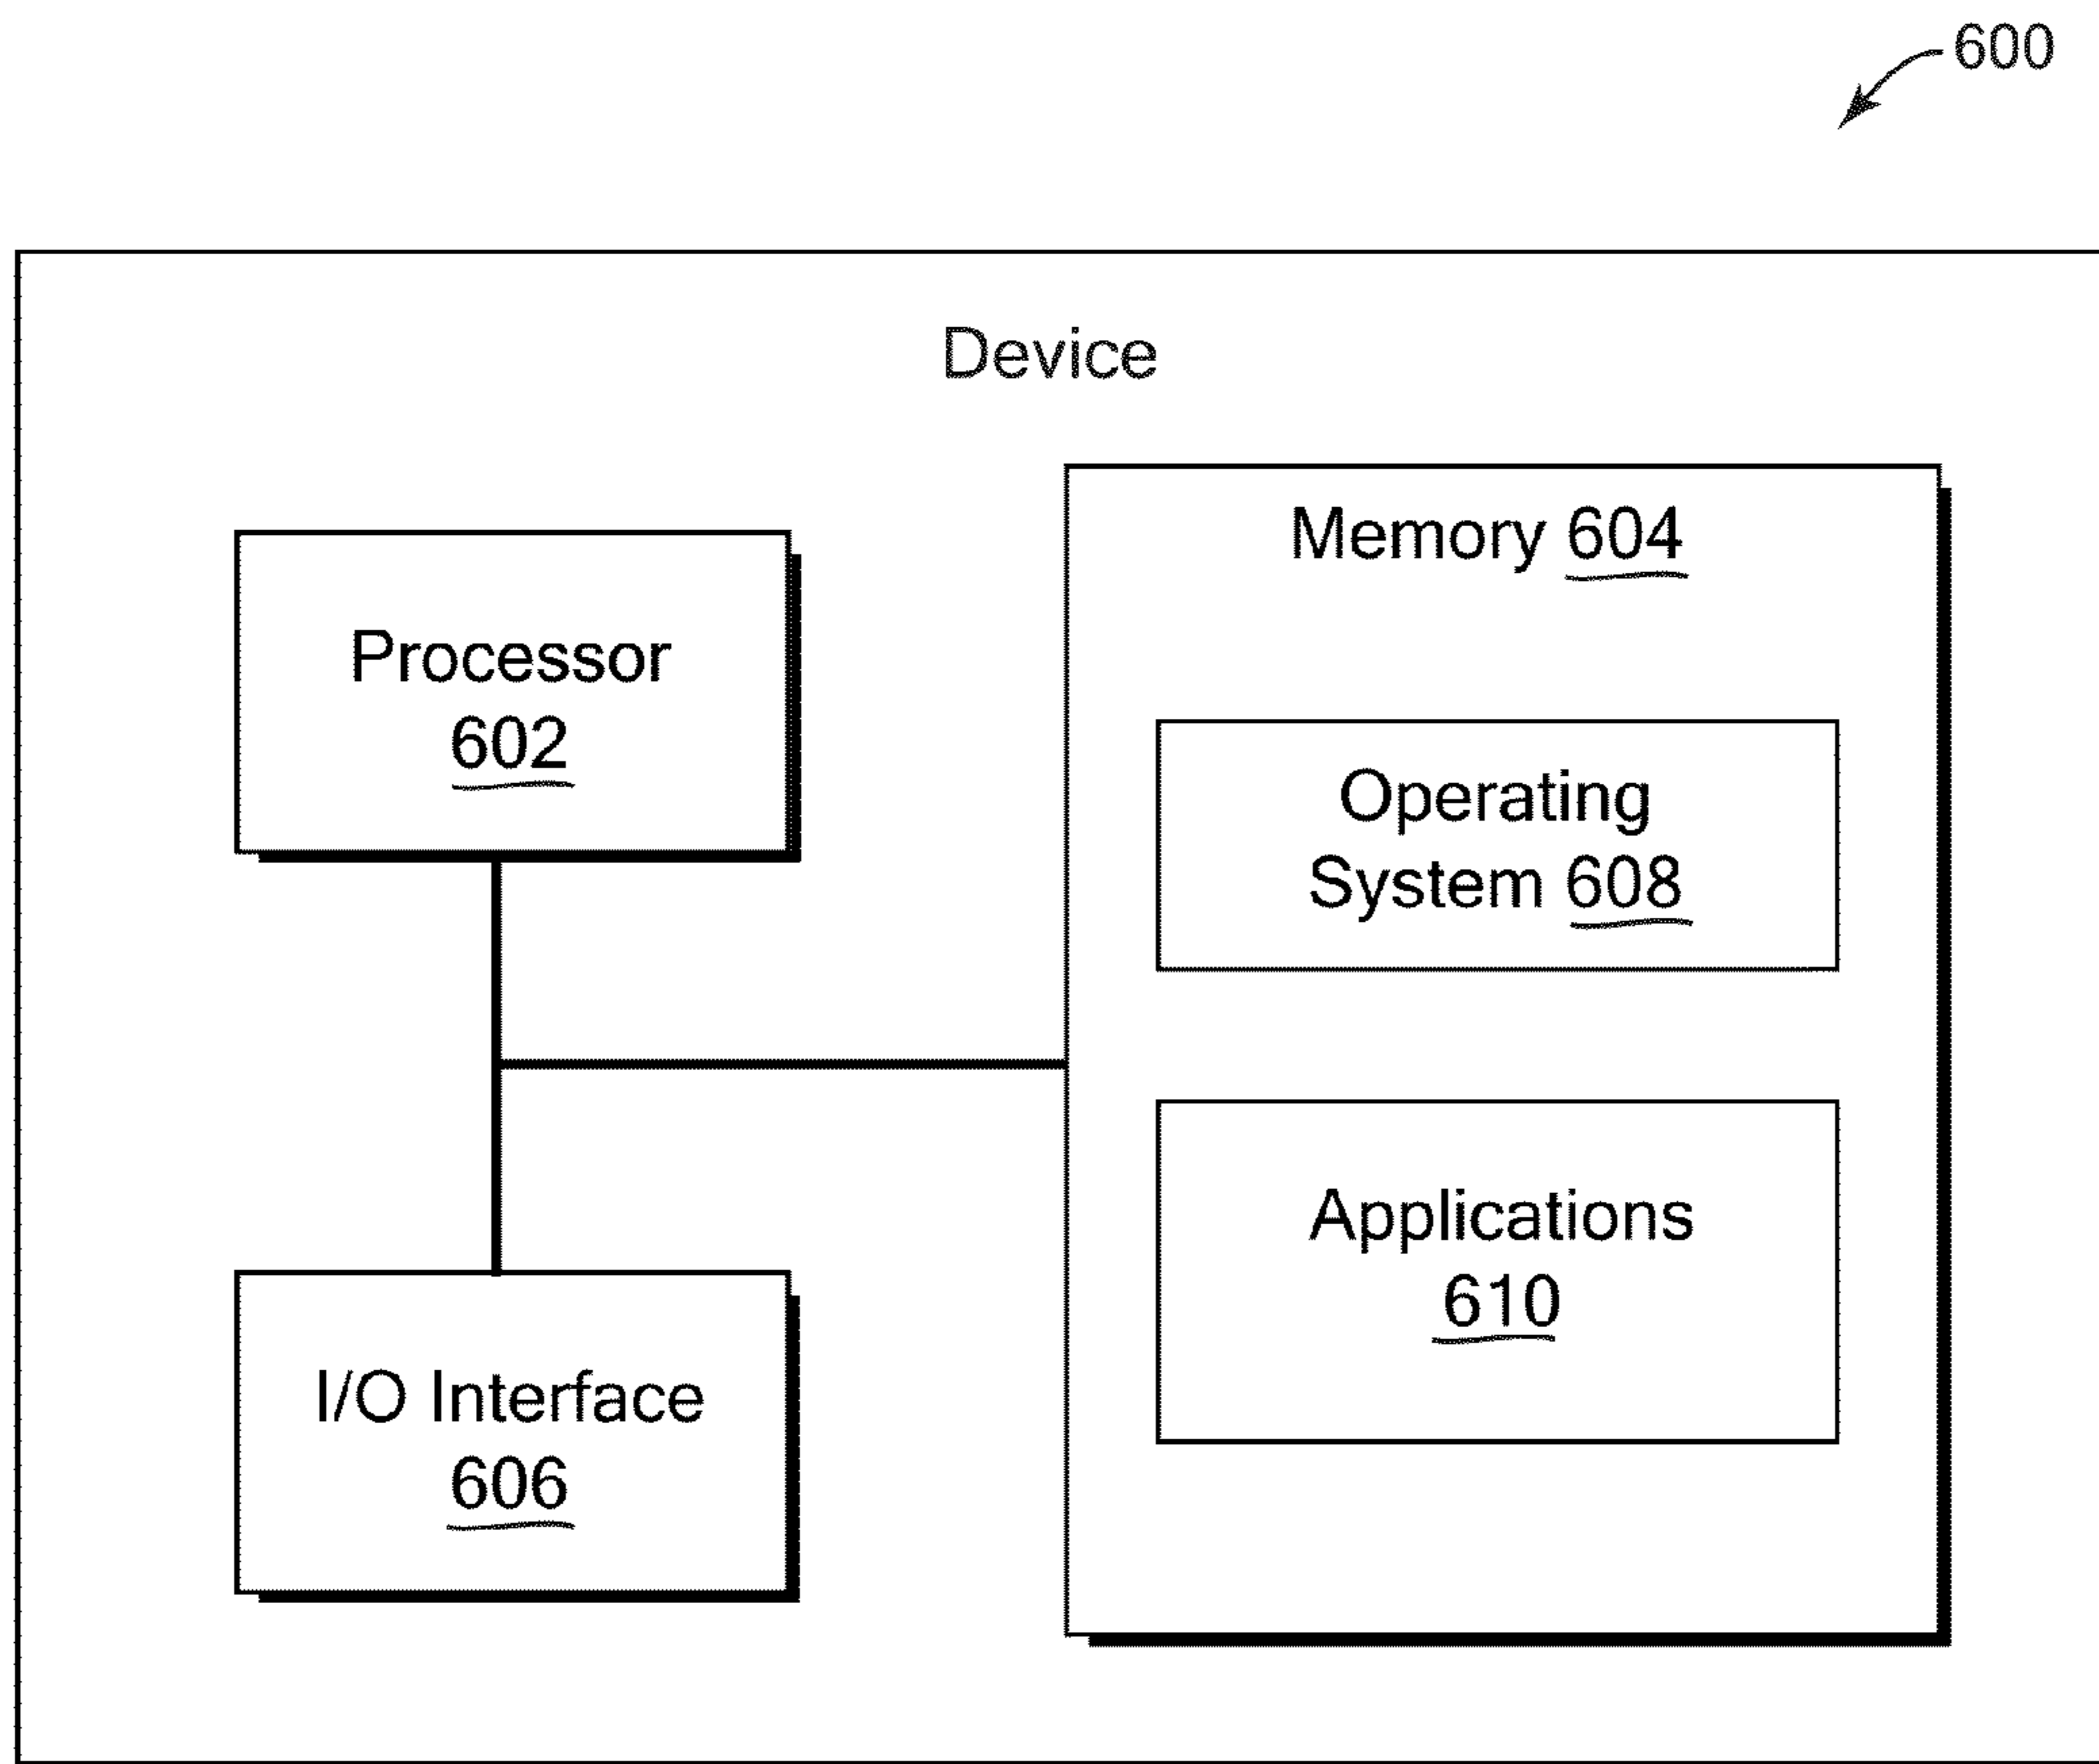 600
Device
Processor
602
Memory 604
Operating
System 608
Applications
610
I/O Interface
606